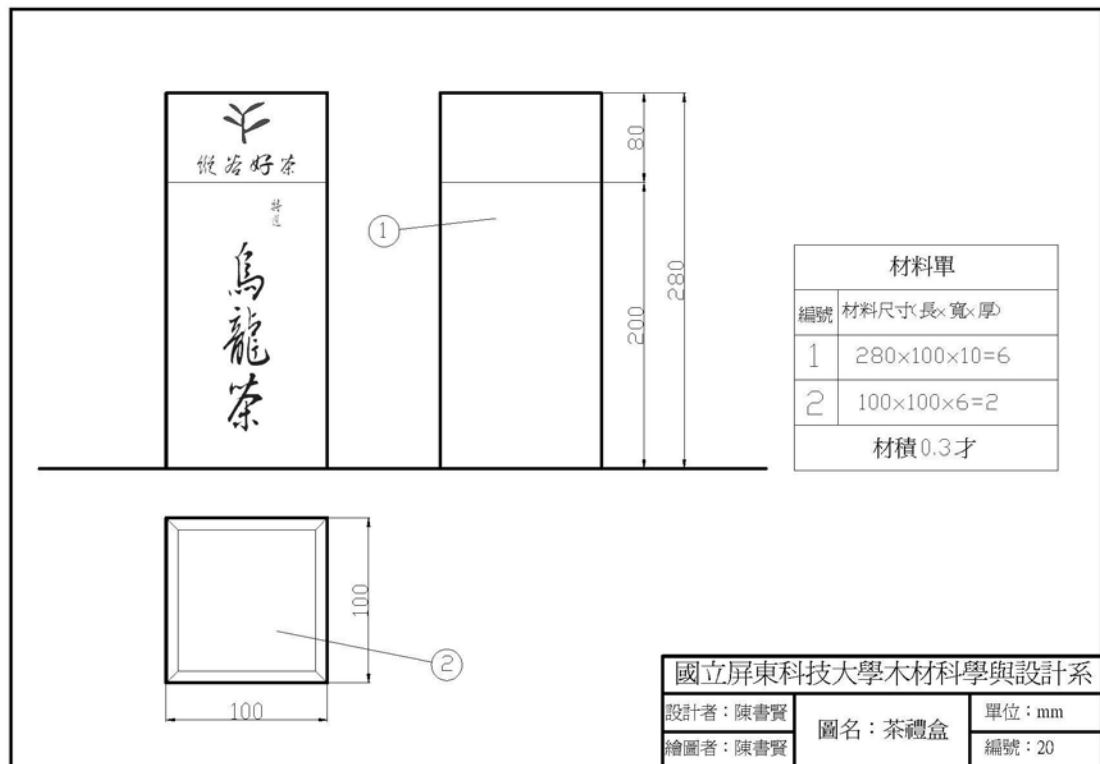 縱谷好茶
特選
烏龍茶
1
80
200
280
材料單
編號 材料尺寸(長×寬×厚)
1 280×100×10=6
2 100×100×6=2
材積0.3才
100
2
100
國立屏東科技大學木材科學與設計系
設計者：陳書賢
繪圖者：陳書賢
圖名：茶禮盒
單位：mm
編號：20